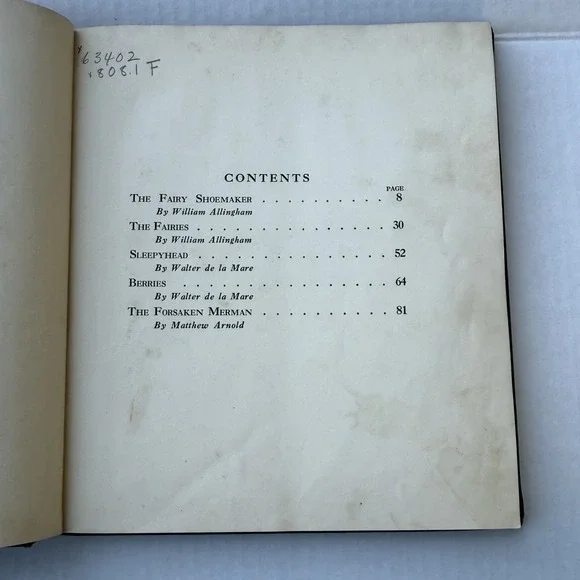 63402
808.1 F
CONTENTS
PAGE
THE FAIRY SHOEMAKER . . . . . . . . . . 8
By William Allingham
THE FAIRIES . . . . . . . . . . . . . . 30
By William Allingham
SLEEPYHEAD . . . . . . . . . . . . . . 52
By Walter de la Mare
BERRIES . . . . . . . . . . . . . . . 64
By Walter de la Mare
THE FORSAKEN MERMAN . . . . . . . . . . 81
By Matthew Arnold